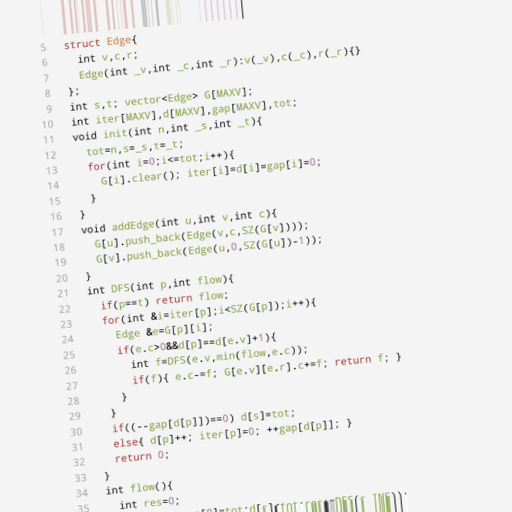 5 struct Edge{
6 int v,c,r;
7 Edge(int _v,int _c,int _r):v(_v),c(_c),r(_r){}
8 };
9 int s,t; vector<Edge> G[MAXV];
10 int iter[MAXV],d[MAXV],gap[MAXV],tot;
11 void init(int n,int _s,int _t){
12 tot=n,s=_s,t=_t;
13 for(int i=0;i<=tot;i++){
14 G[i].clear(); iter[i]=d[i]=gap[i]=0;
15 }
16 }
17 void addEdge(int u,int v,int c){
18 G[u].push_back(Edge(v,c,SZ(G[v])));
19 G[v].push_back(Edge(u,0,SZ(G[u])-1));
20 }
21 int DFS(int p,int flow){
22 if(p==t) return flow;
23 for(int &i=iter[p];i<SZ(G[p]);i++){
24 Edge &e=G[p][i];
25 if(e.c>0&&d[p]==d[e.v]+1){
26 int f=DFS(e.v,min(flow,e.c));
27 if(f){ e.c-=f; G[e.v][e.r].c+=f; return f; }
28 }
29 }
30 if((--gap[d[p]])==0) d[s]=tot;
31 else{ d[p]++; iter[p]=0; ++gap[d[p]]; }
32 return 0;
33 }
34 int flow(){
35 int res=0;